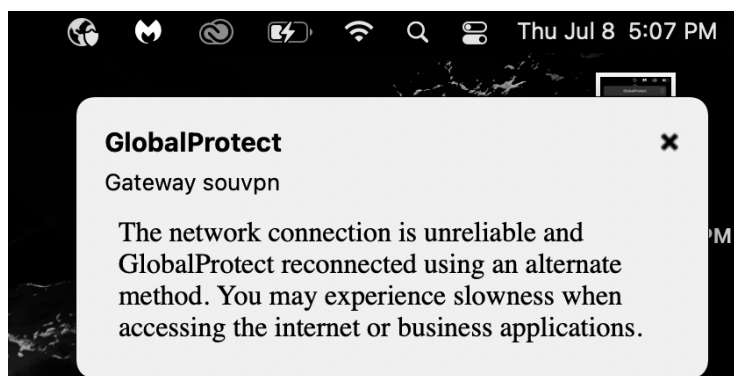 Thu Jul 8 5:07 PM
GlobalProtect
Gateway souvpn
The network connection is unreliable and
GlobalProtect reconnected using an alternate
method. You may experience slowness when
accessing the internet or business applications.
PM